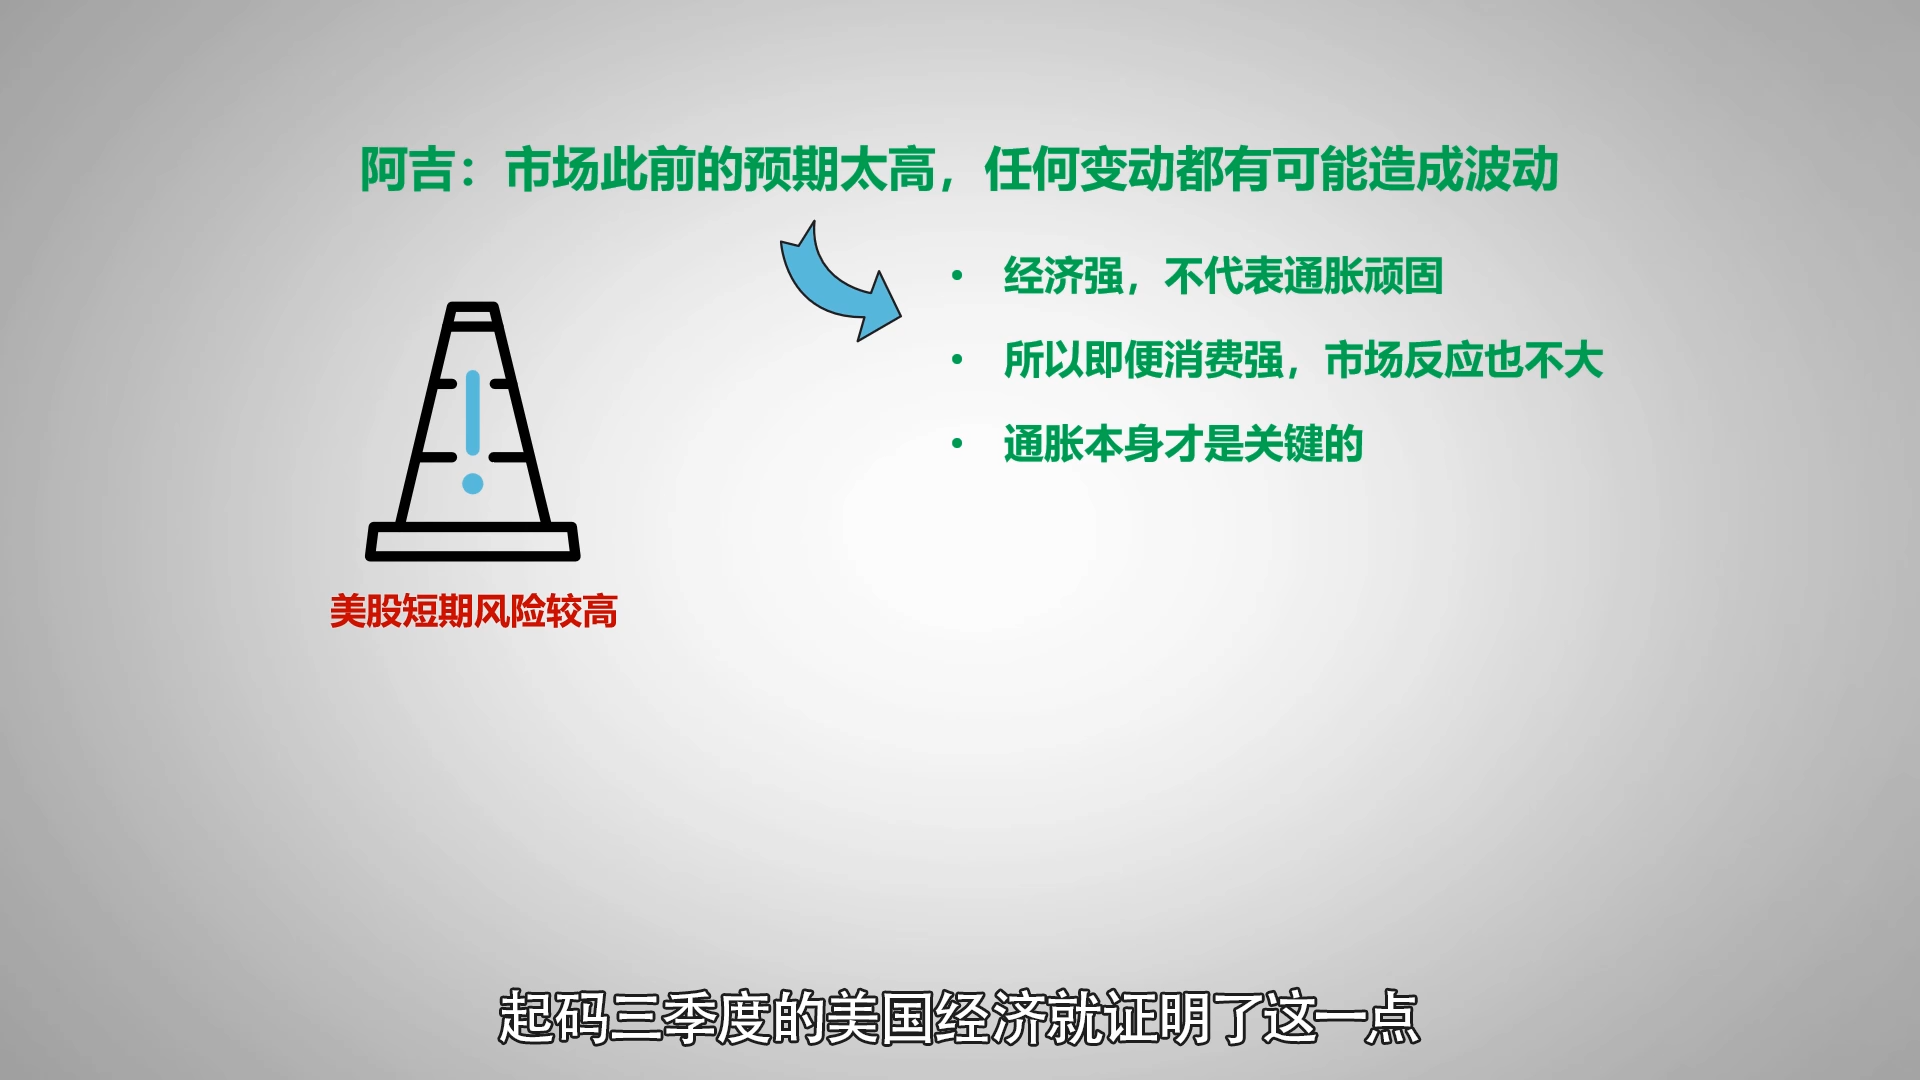 阿吉：市场此前的预期太高，任何变动都有可能造成波动
• 经济强，不代表通胀顽固
• 所以即便消费强，市场反应也不大
• 通胀本身才是关键的
美股短期风险较高
起码三季度的美国经济就证明了这一点